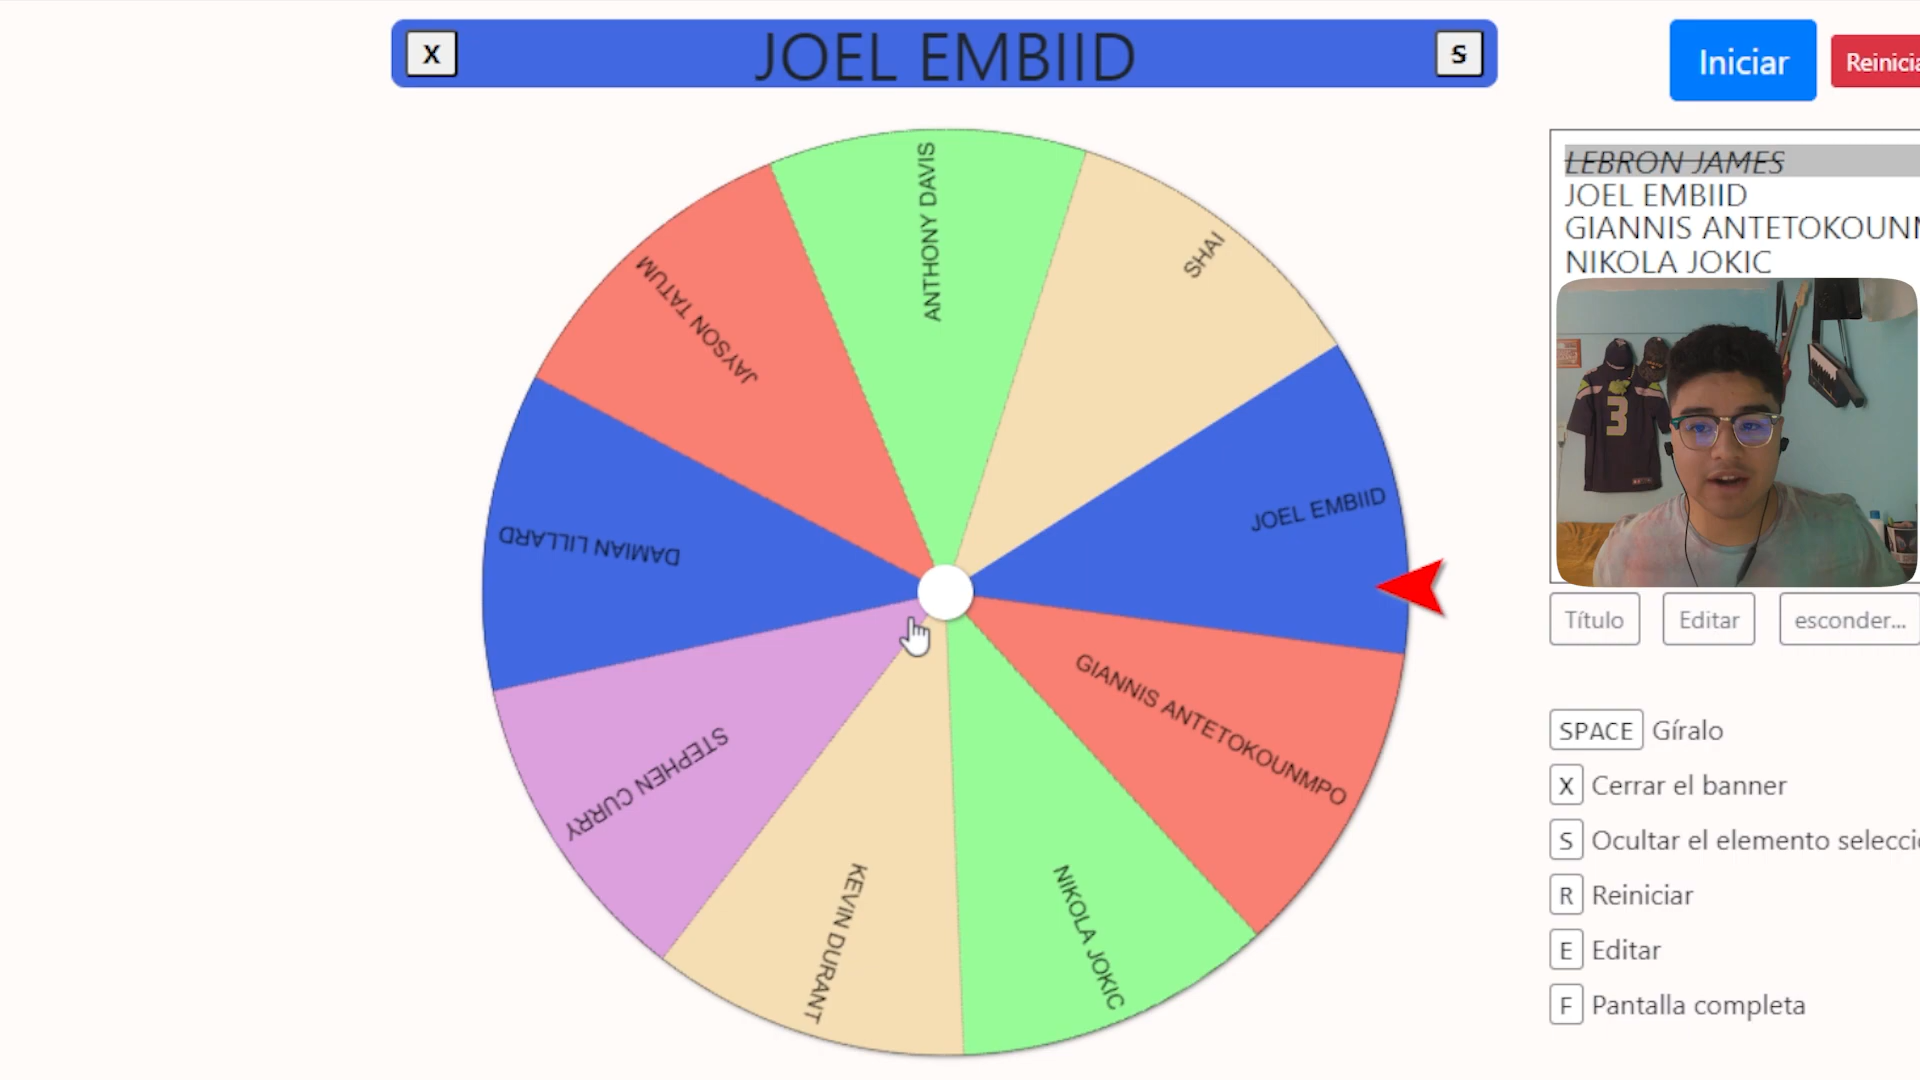 X
JOEL EMBIID
S
Iniciar
Reinicia
LEBRON JAMES
JOEL EMBIID
GIANNIS ANTETOKOUN
NIKOLA JOKIC
ANTHONY DAVIS
SHAI
JAYSON TATUM
JOEL EMBIID
DAMIAN LILLARD
GIANNIS ANTETOKOUNMPO
STEPHEN CURRY
KEVIN DURANT
NIKOLA JOKIC
3
Título
Editar
esconder...
SPACE Gíralo
X Cerrar el banner
S Ocultar el elemento selecci
R Reiniciar
E Editar
F Pantalla completa